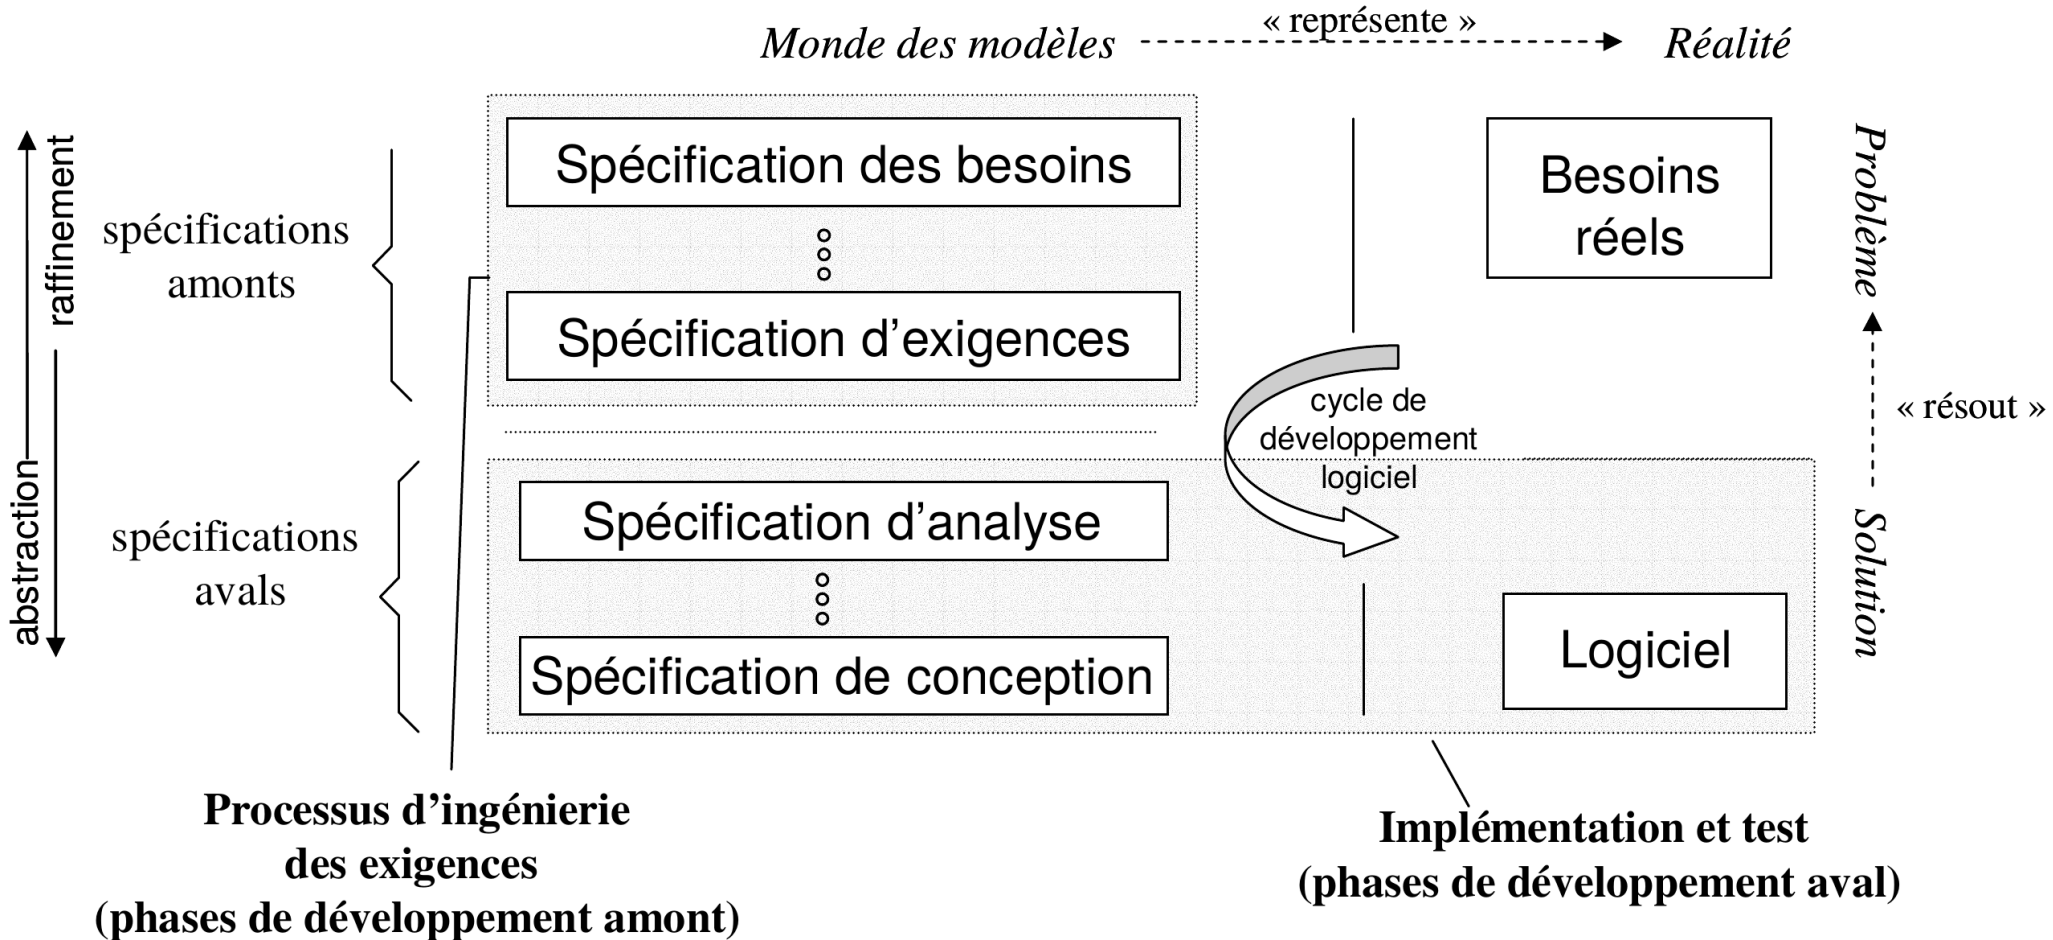 « représente »
Monde des modèles
Réalité
Spécification des besoins
Besoins
réels
Problème
raffinement
spécifications
amonts
Spécification d’exigences
cycle de
développement
logiciel
« résout »
abstraction
spécifications
avals
Spécification d’analyse
Solution
Spécification de conception
Logiciel
Processus d’ingénierie
des exigences
(phases de développement amont)
Implémentation et test
(phases de développement aval)